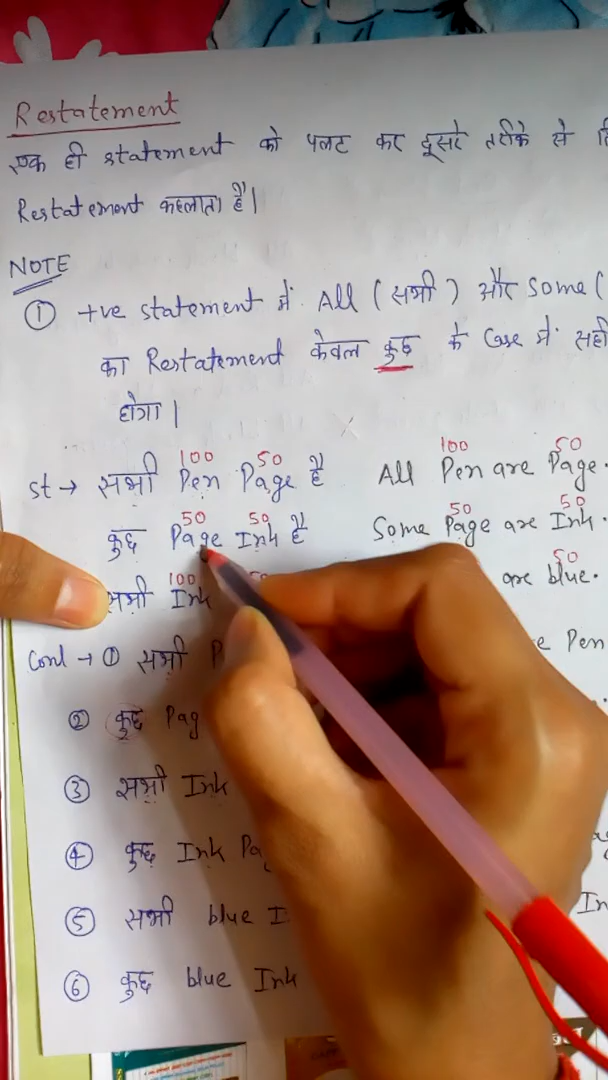 Restatement
एक ही statement को पलट कर दूसरे तरीके से
Restatement कहलाता है।
NOTE
① +ve statement में All (सभी) और Some (
का Restatement केवल कुछ के Case में सही
होगा।
100 50 100 50
st → सभी Pen Page है All Pen are Page.
50 50 50 50
कुछ Page Ink है Some Page are Ink.
100 50
सभी Ink are blue.
Conl → ① सभी P Pen
② कुछ Pag
③ सभी Ink
④ कुछ Ink Pa
⑤ सभी blue I In
⑥ कुछ blue Ink